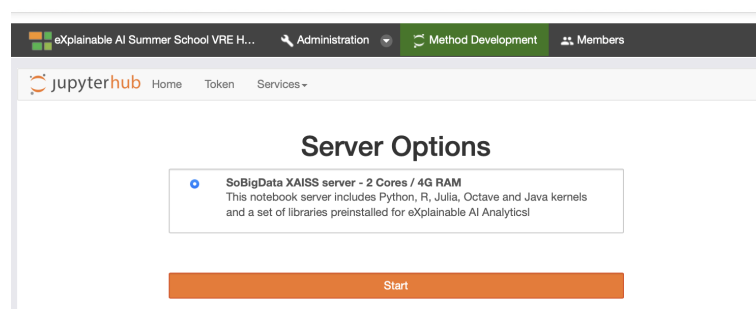 eXplainable AI Summer School VRE H... Administration Method Development Members
jupyterhub Home Token Services
Server Options
SoBigData XAISS server - 2 Cores / 4G RAM
This notebook server includes Python, R, Julia, Octave and Java kernels
and a set of libraries preinstalled for eXplainable AI Analyticsl
Start